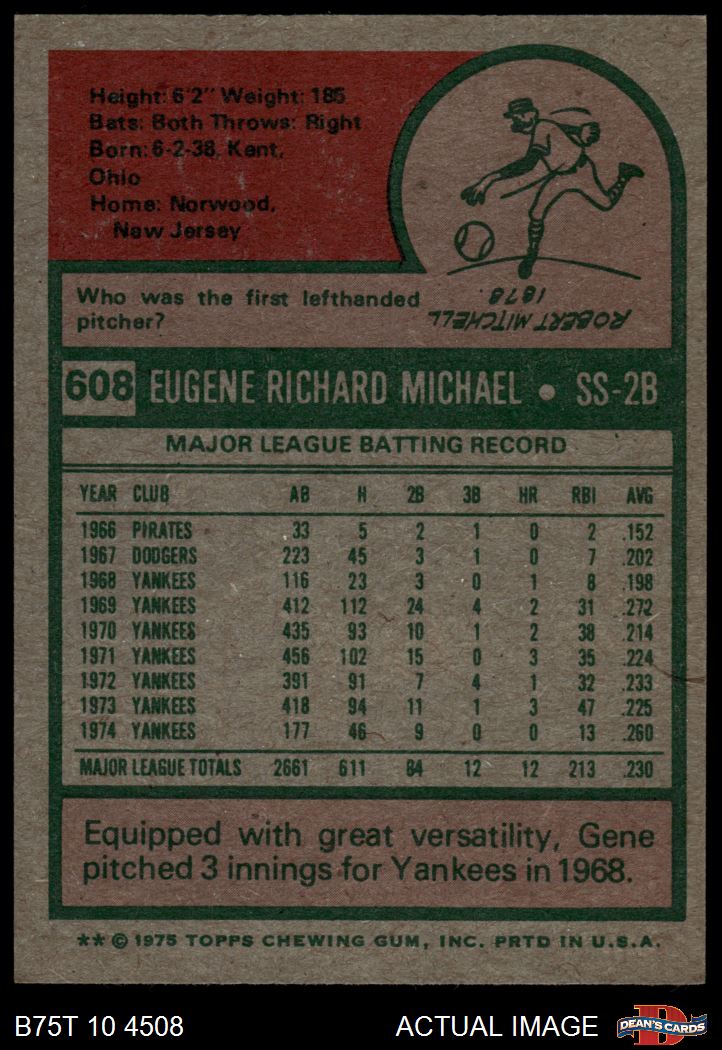 Height: 6'2" Weight: 185
Bats: Both Throws: Right
Born: 6-2-38, Kent,
Ohio
Home: Norwood,
New Jersey
Who was the first lefthanded
pitcher?
ROBERT MITCHELL
1878.
608 EUGENE RICHARD MICHAEL • SS-2B
MAJOR LEAGUE BATTING RECORD
YEAR CLUB AB H 2B 3B HR RBI AVG
1966 PIRATES 33 5 2 1 0 2 .152
1967 DODGERS 223 45 3 1 0 7 .202
1968 YANKEES 116 23 3 0 1 8 .198
1969 YANKEES 412 112 24 4 2 31 .272
1970 YANKEES 435 93 10 1 2 38 .214
1971 YANKEES 456 102 15 0 3 35 .224
1972 YANKEES 391 91 7 4 1 32 .233
1973 YANKEES 418 94 11 1 3 47 .225
1974 YANKEES 177 46 9 0 0 13 .260
MAJOR LEAGUE TOTALS 2661 611 84 12 12 213 .230
Equipped with great versatility, Gene
pitched 3 innings for Yankees in 1968.
** © 1975 TOPPS CHEWING GUM, INC. PRTD IN U.S.A.
B75T 10 4508 ACTUAL IMAGE D DEAN'S CARDS